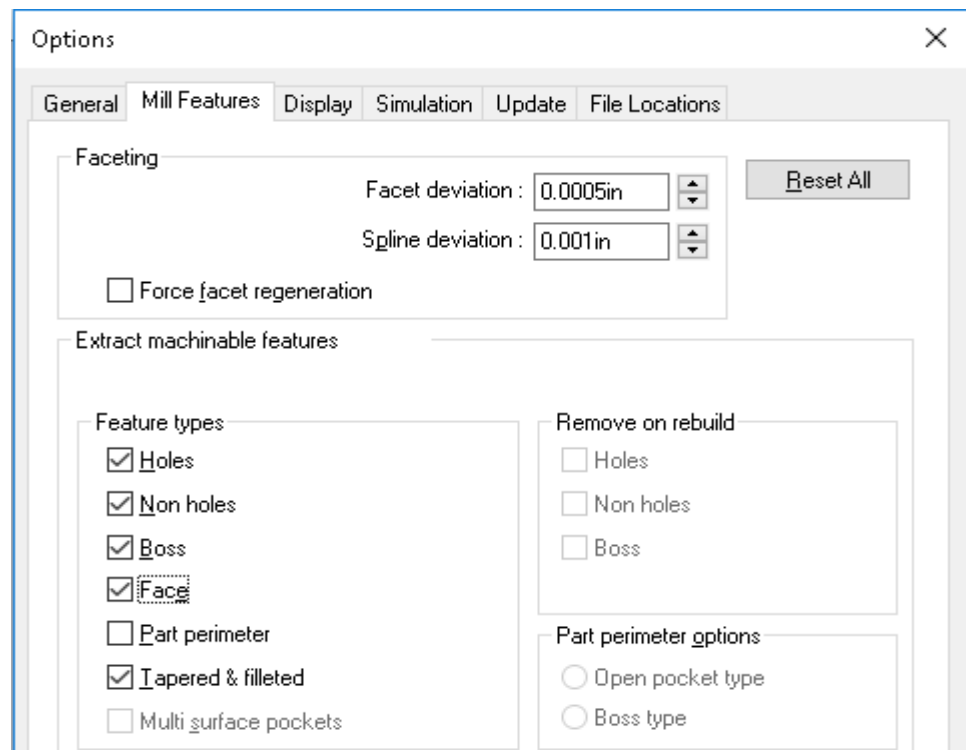 Options
General Mill Features Display Simulation Update File Locations
Faceting
Reset All
Facet deviation : 0.0005in
Spline deviation : 0.001in
Force facet regeneration
Extract machinable features
Feature types
Holes
Non holes
Boss
Face
Part perimeter
Tapered & filleted
Multi surface pockets
Remove on rebuild
Holes
Non holes
Boss
Part perimeter options
Open pocket type
Boss type